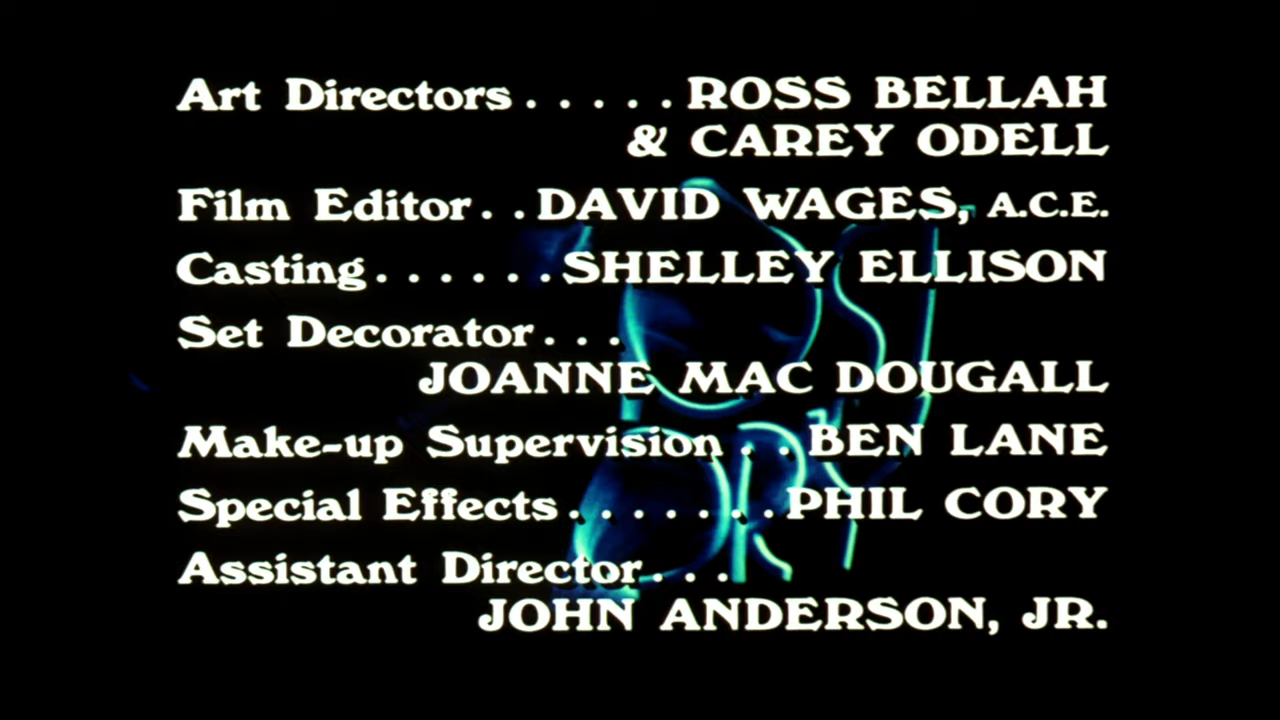 Art Directors.....ROSS BELLAH
& CAREY ODELL
Film Editor..DAVID WAGES, A.C.E.
Casting......SHELLEY ELLISON
Set Decorator...
JOANNE MAC DOUGALL
Make-up Supervision..BEN LANE
Special Effects.......PHIL CORY
Assistant Director...
JOHN ANDERSON, JR.